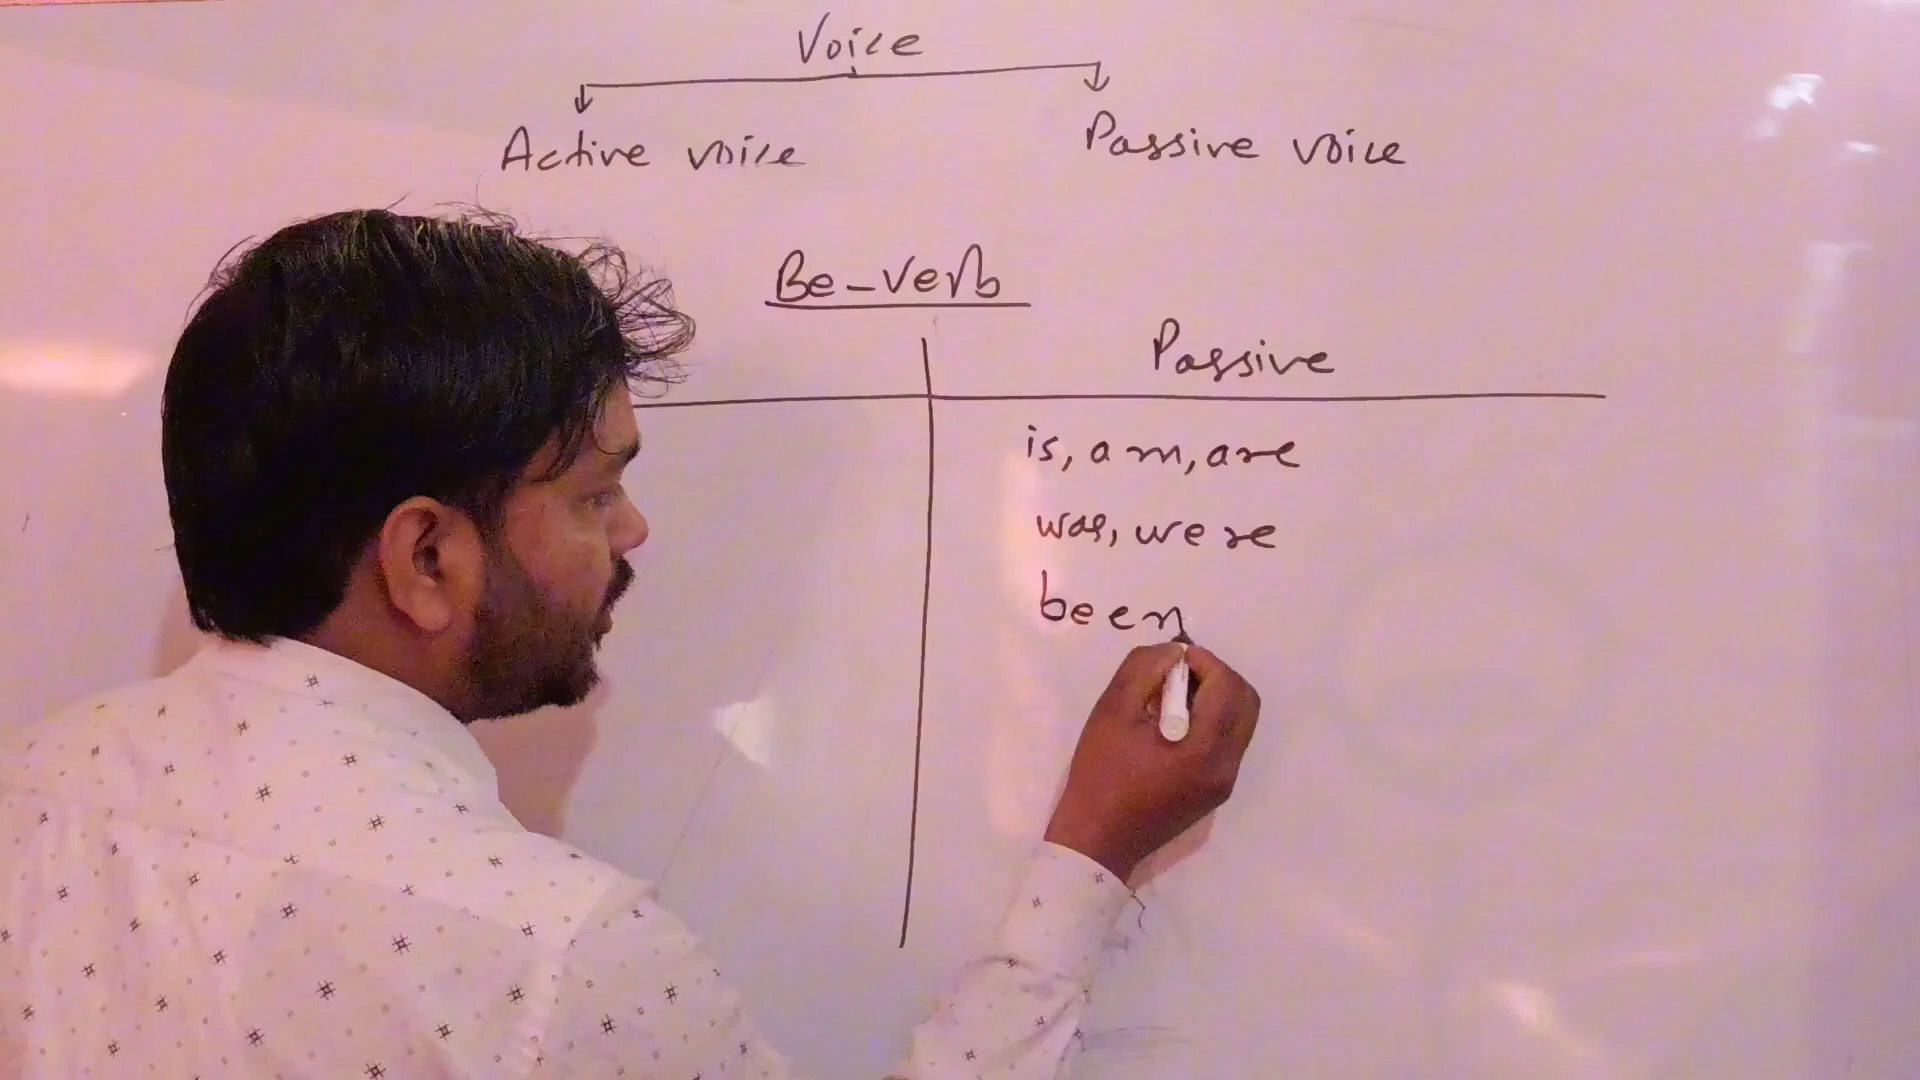 Voice
Active voice
Passive voice
Be-verb
Passive
is, am, are
was, were
been